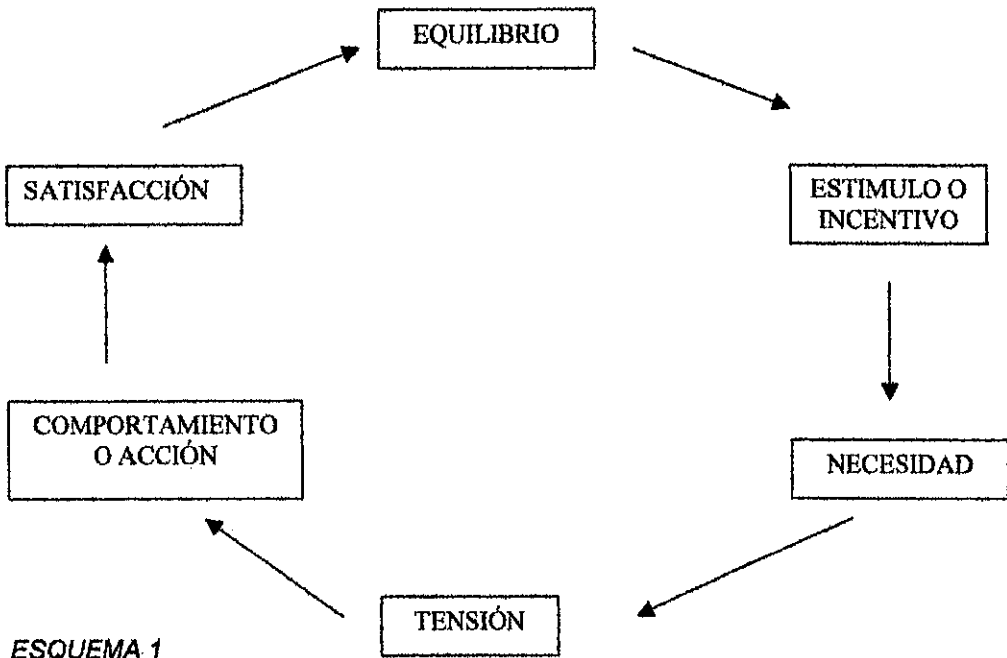 EQUILIBRIO
ESTIMULO O
INCENTIVO
NECESIDAD
TENSIÓN
COMPORTAMIENTO
O ACCIÓN
SATISFACCIÓN
ESQUEMA 1